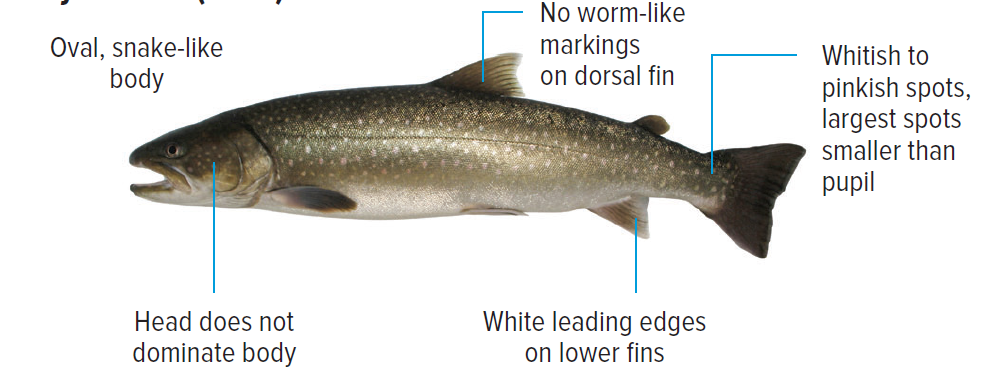 No worm-like
markings
on dorsal fin
Oval, snake-like
body
Whitish to
pinkish spots,
largest spots
smaller than
pupil
Head does not
dominate body
White leading edges
on lower fins